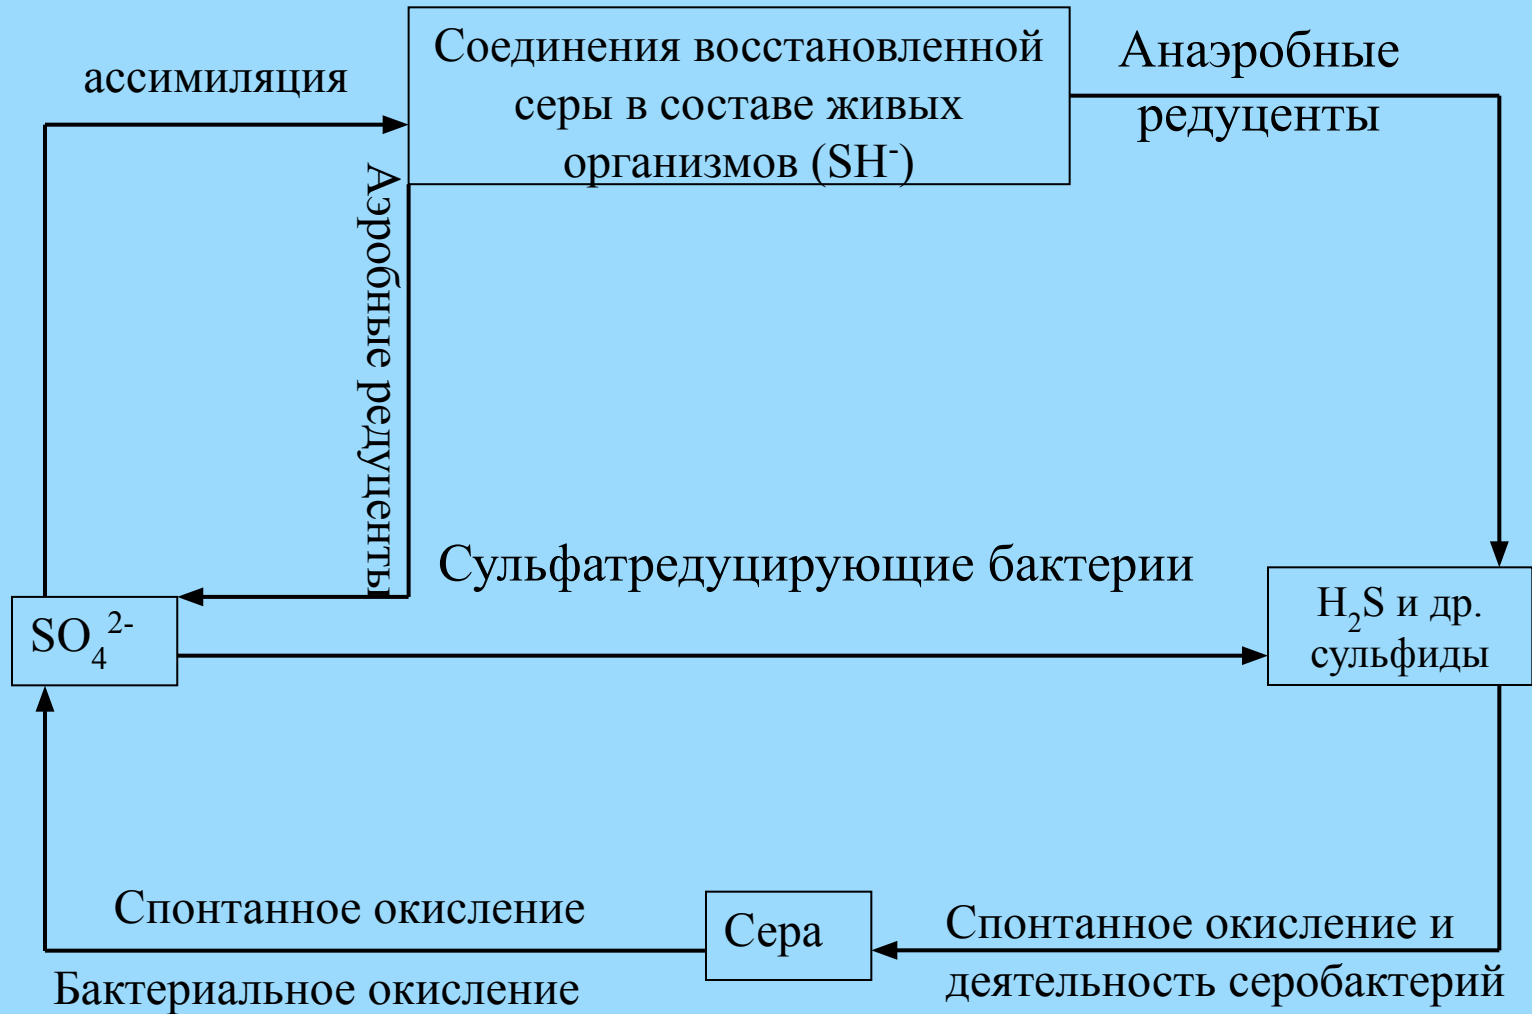 Соединения восстановленной
серы в составе живых
организмов (SH⁻)
ассимиляция
Анаэробные
редуценты
Аэробные редуценты
Сульфатредуцирующие бактерии
SO₄²⁻
H₂S и др.
сульфиды
Спонтанное окисление
Бактериальное окисление
Сера
Спонтанное окисление и
деятельность серобактерий